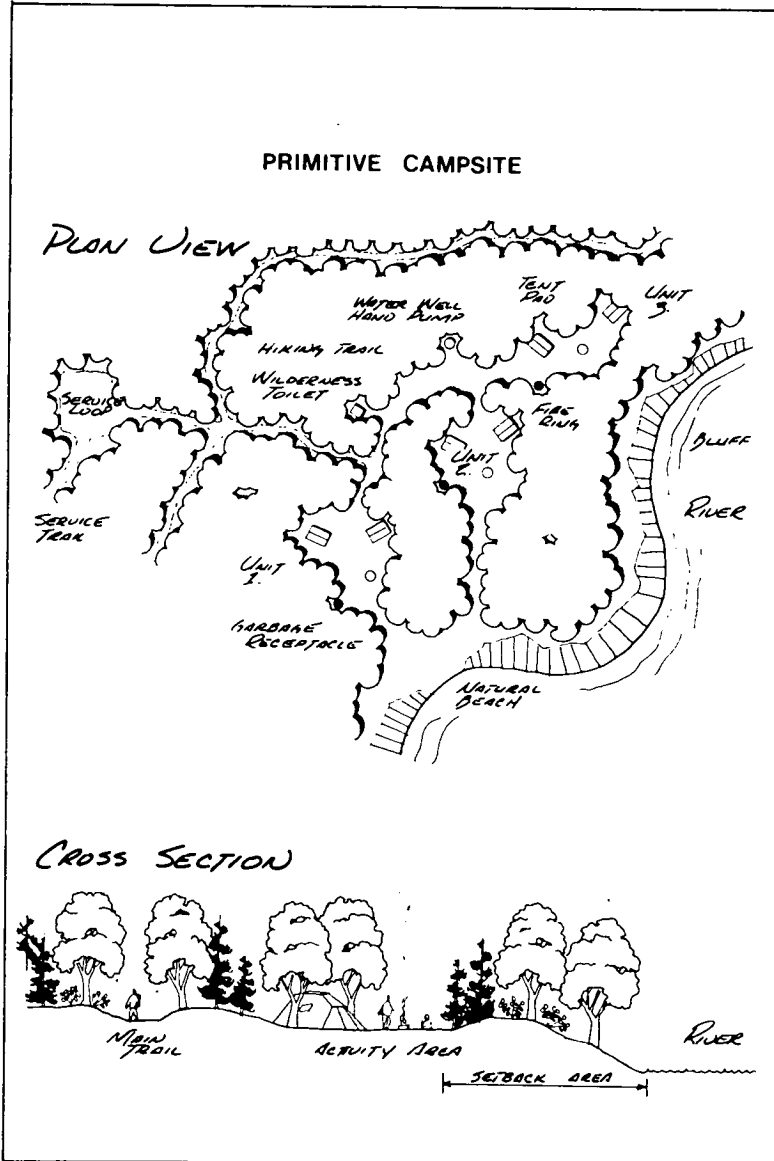 PRIMITIVE CAMPSITE
PLAN VIEW
WATER WELL
HAND PUMP
TENT
PAD
UNIT
3.
HIKING TRAIL
WILDERNESS
TOILET
SERVICE
LOOP
FIRE
RING
UNIT
2.
BLUFF
RIVER
SERVICE
TRAK
UNIT
1.
GARBAGE
RECEPTACLE
NATURAL
BEACH
CROSS SECTION
MAIN
TRAIL
ACTIVITY AREA
RIVER
SETBACK AREA